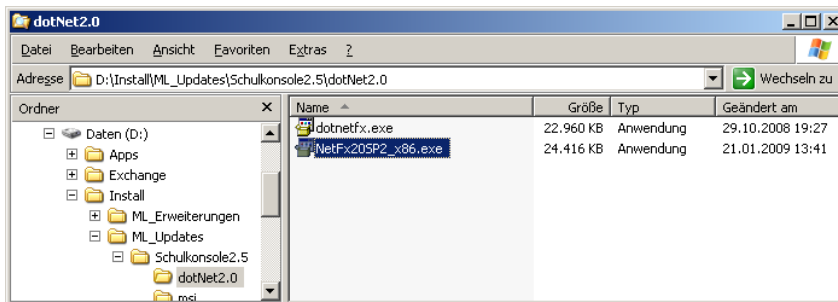 dotNet2.0
Datei Bearbeiten Ansicht Favoriten Extras ?
Adresse D:\Install\ML_Updates\Schulkonsole2.5\dotNet2.0 Wechseln zu
Ordner x Name Größe Typ Geändert am
Daten (D:) dotnetfx.exe 22.960 KB Anwendung 29.10.2008 19:27
Apps NetFx20SP2_x86.exe 24.416 KB Anwendung 21.01.2009 13:41
Exchange
Install
ML_Erweiterungen
ML_Updates
Schulkonsole2.5
dotNet2.0
msi